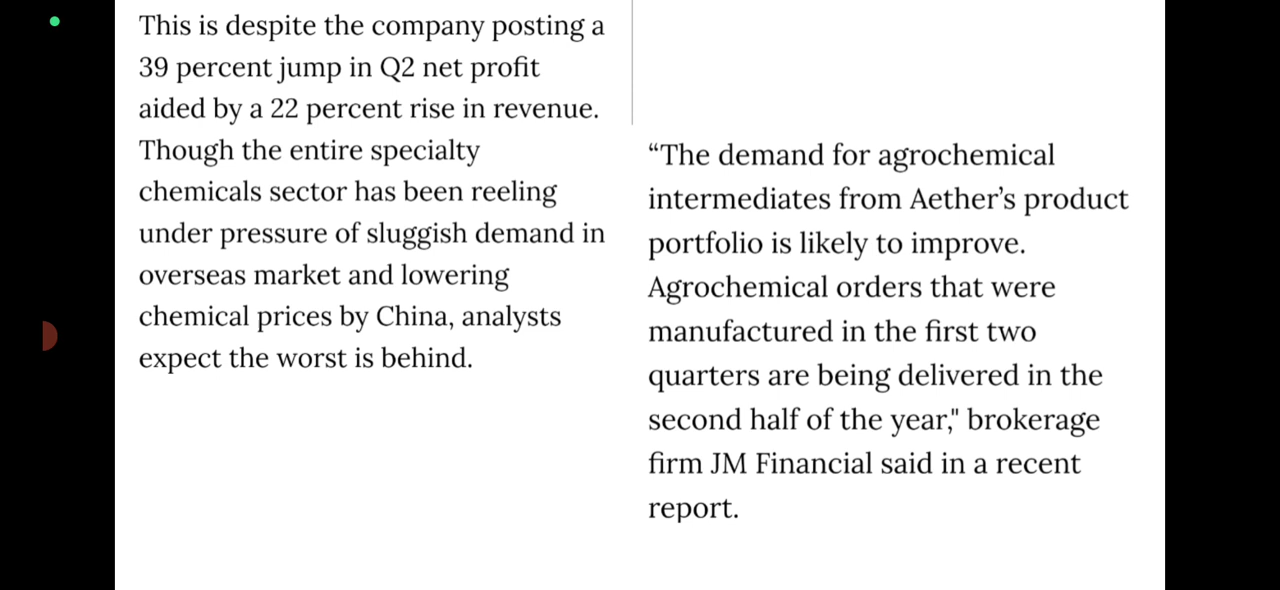 This is despite the company posting a
39 percent jump in Q2 net profit
aided by a 22 percent rise in revenue.
Though the entire specialty
chemicals sector has been reeling
under pressure of sluggish demand in
overseas market and lowering
chemical prices by China, analysts
expect the worst is behind.
“The demand for agrochemical
intermediates from Aether’s product
portfolio is likely to improve.
Agrochemical orders that were
manufactured in the first two
quarters are being delivered in the
second half of the year," brokerage
firm JM Financial said in a recent
report.